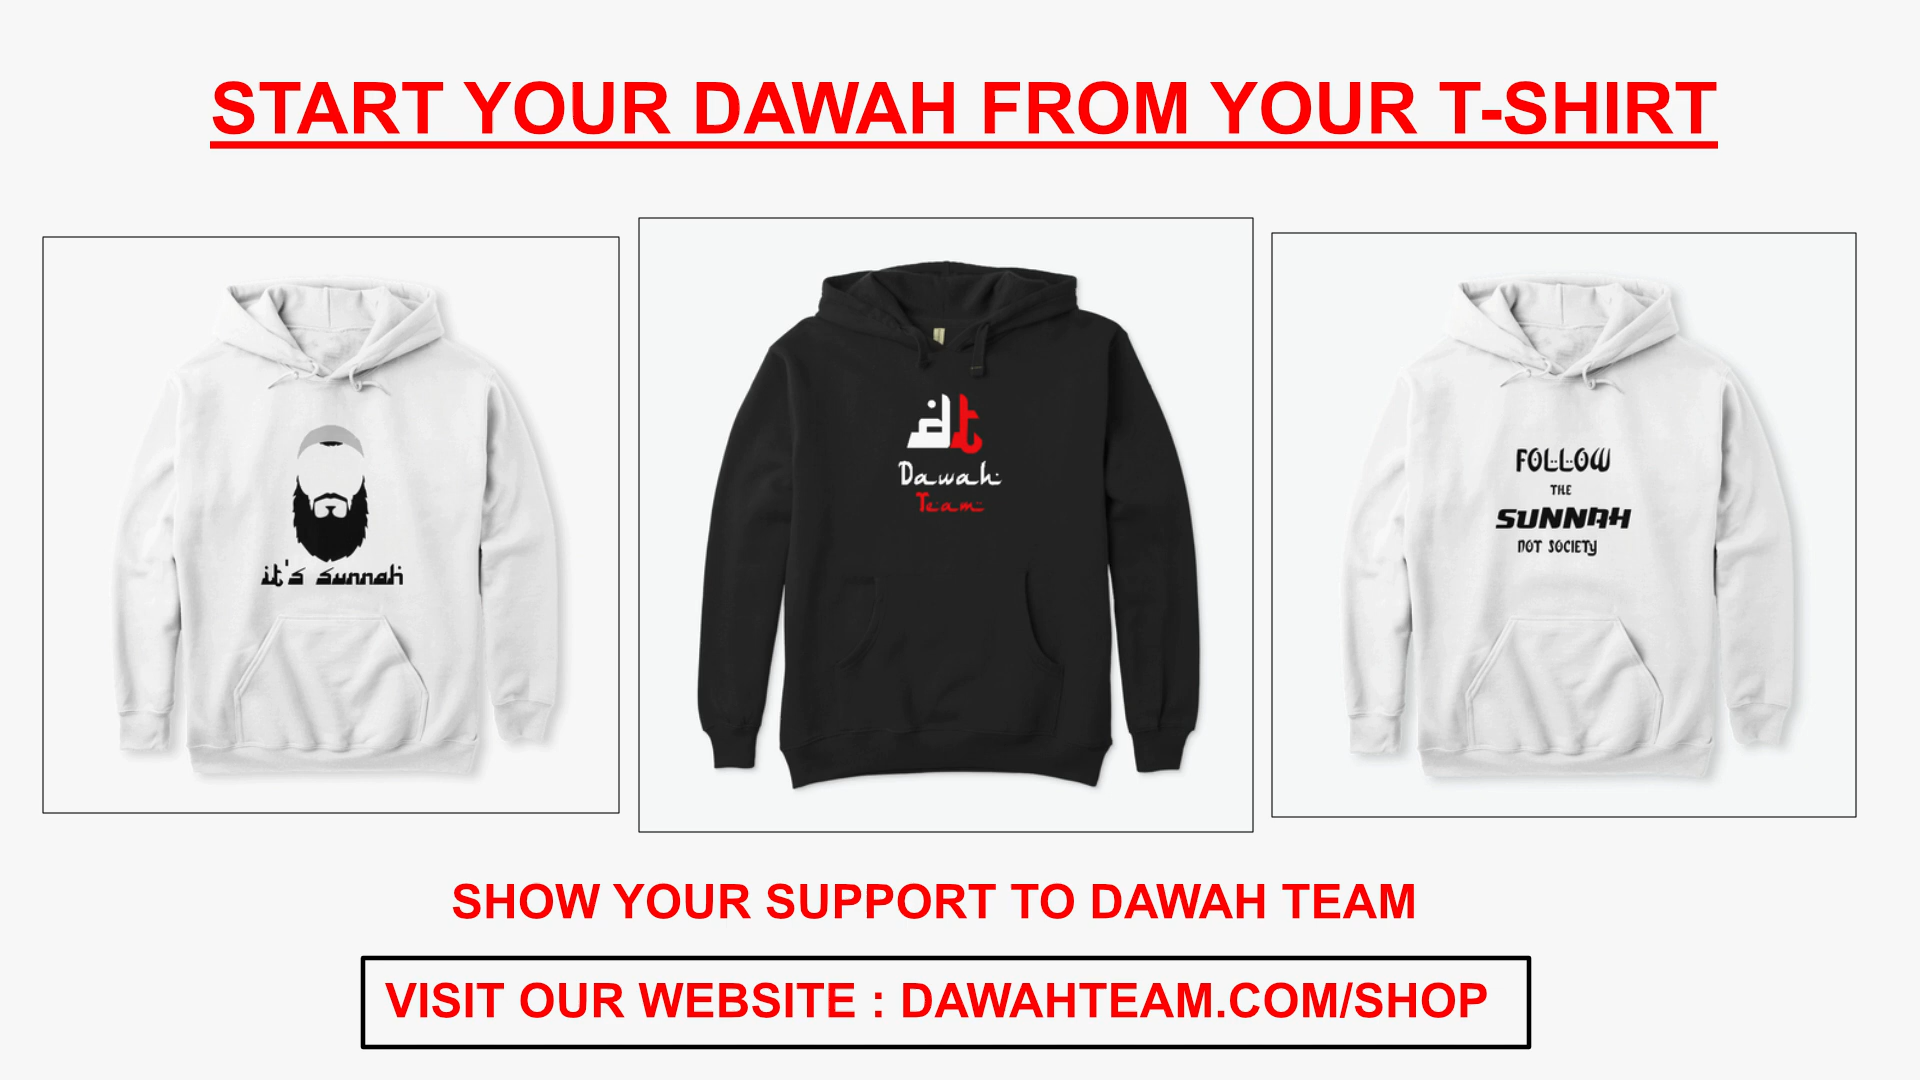 START YOUR DAWAH FROM YOUR T-SHIRT
it's sunnah
dt
Dawah
Team
FOLLOW
THE
SUNNAH
NOT SOCIETY
SHOW YOUR SUPPORT TO DAWAH TEAM
VISIT OUR WEBSITE : DAWAHTEAM.COM/SHOP